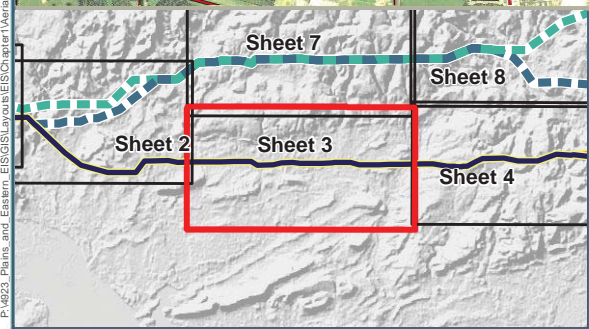 P:\4923_Plains_and_Eastern_EIS\GIS\Layouts\EIS\Chapter1\Aeria
Sheet 7
Sheet 8
Sheet 2
Sheet 3
Sheet 4